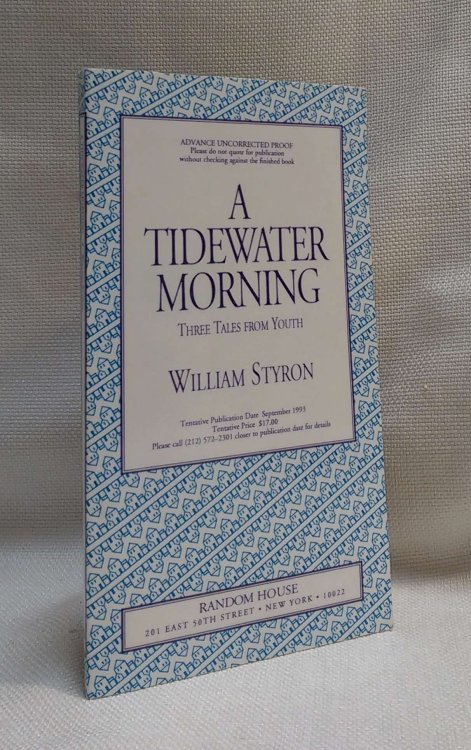 ADVANCE UNCORRECTED PROOF
Please do not quote for publication
without checking against the finished book
A
TIDEWATER
MORNING
THREE TALES FROM YOUTH
WILLIAM STYRON
Tentative Publication Date September 1993
Tentative Price $17.00
Please call (212) 572-2301 closer to publication date for details
RANDOM HOUSE
201 EAST 50TH STREET • NEW YORK • 10022